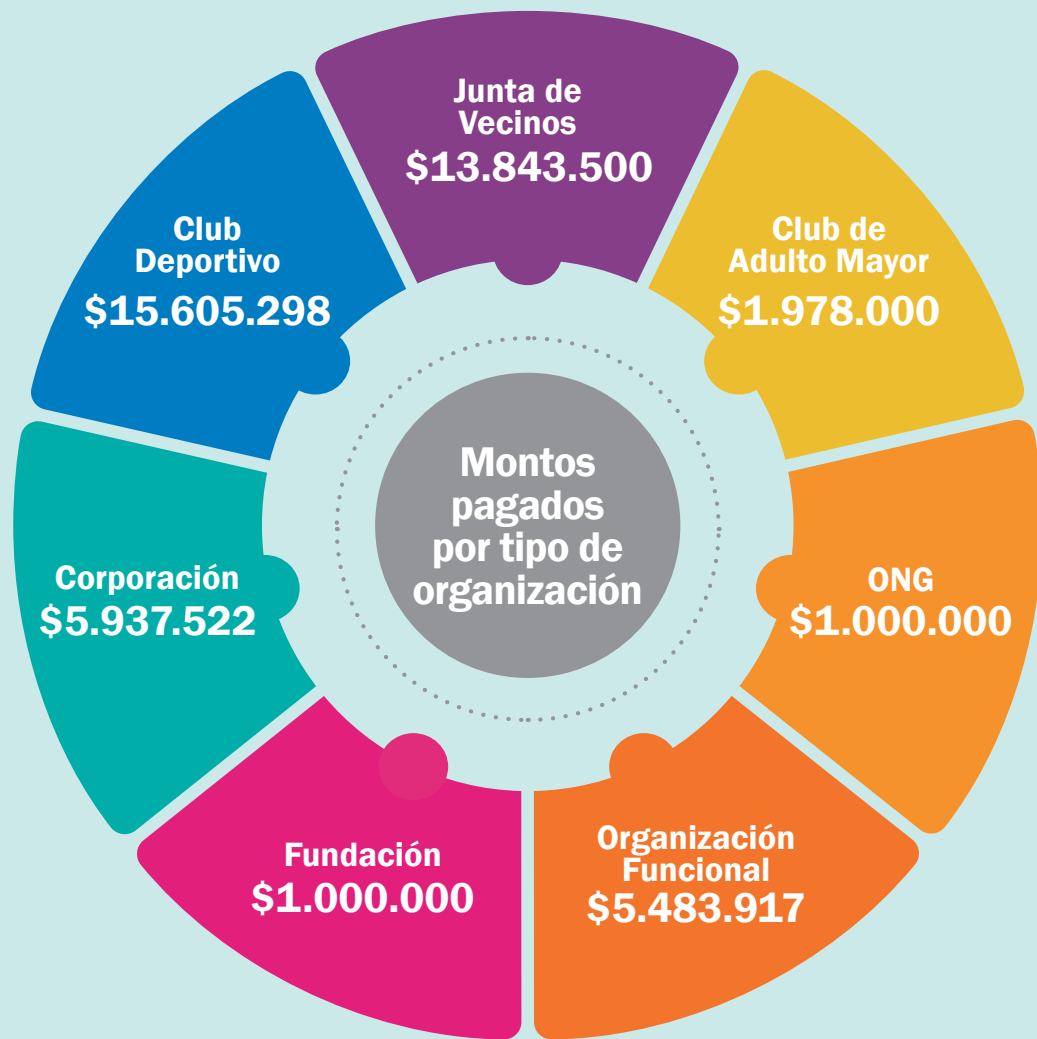 Junta de
Vecinos
$13.843.500
Club de
Adulto Mayor
$1.978.000
ONG
$1.000.000
Organización
Funcional
$5.483.917
Fundación
$1.000.000
Corporación
$5.937.522
Club
Deportivo
$15.605.298
Montos
pagados
por tipo de
organización